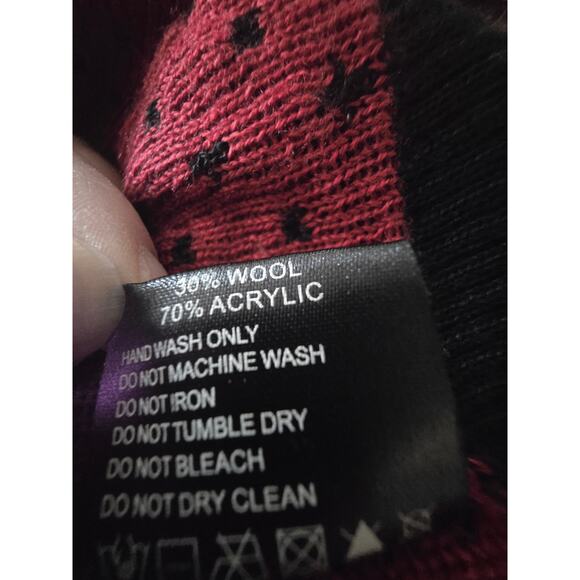 30% WOOL
70% ACRYLIC
HAND WASH ONLY
DO NOT MACHINE WASH
DO NOT IRON
DO NOT TUMBLE DRY
DO NOT BLEACH
DO NOT DRY CLEAN